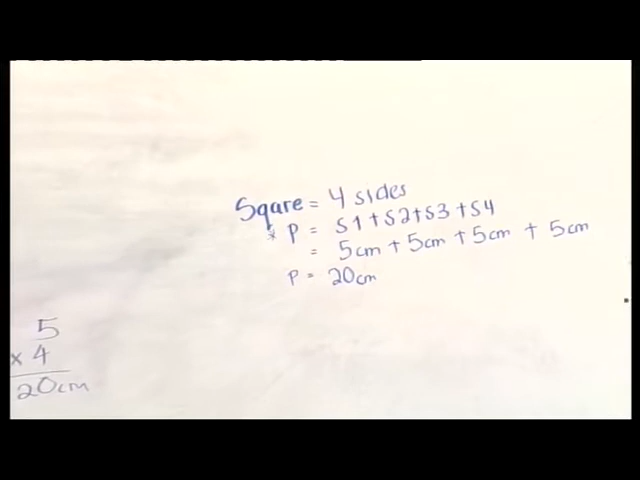 Sqare = 4 sides
* P = S1+S2+S3+S4
= 5cm + 5cm + 5cm + 5cm
P = 20cm
5
x 4
20cm